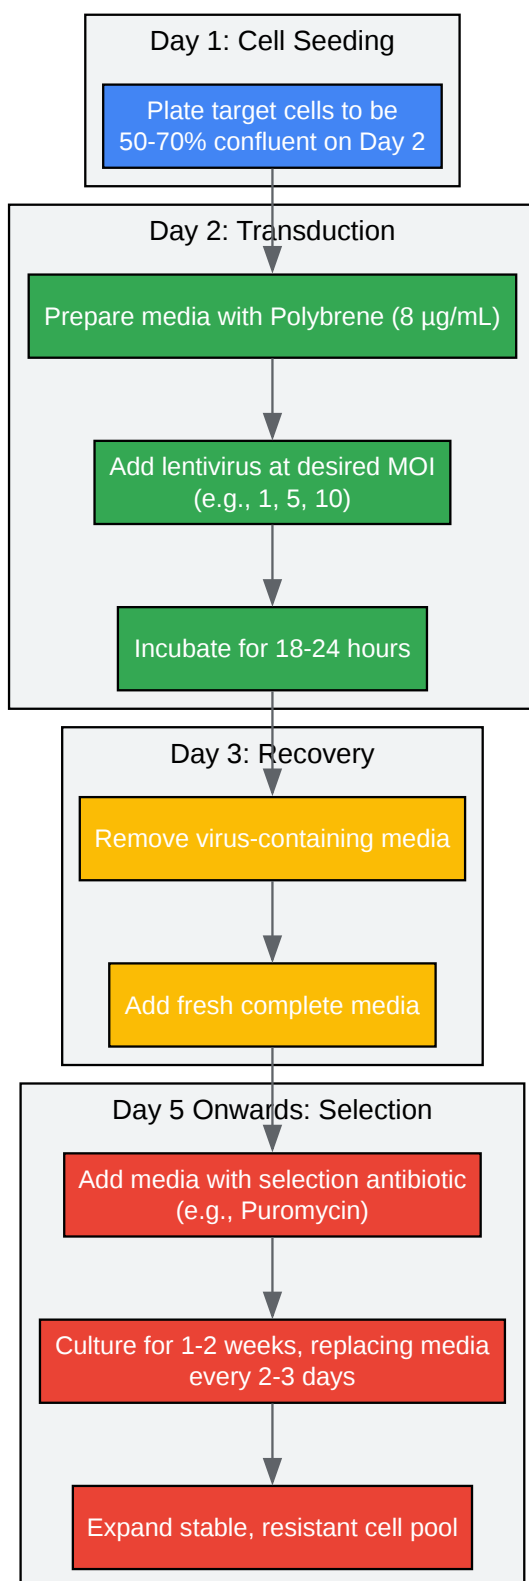 Day 1: Cell Seeding
Plate target cells to be
50-70% confluent on Day 2
Day 2: Transduction
Prepare media with Polybrene (8 µg/mL)
Add lentivirus at desired MOI
(e.g., 1, 5, 10)
Incubate for 18-24 hours
Day 3: Recovery
Remove virus-containing media
Add fresh complete media
Day 5 Onwards: Selection
Add media with selection antibiotic
(e.g., Puromycin)
Culture for 1-2 weeks, replacing media
every 2-3 days
Expand stable, resistant cell pool